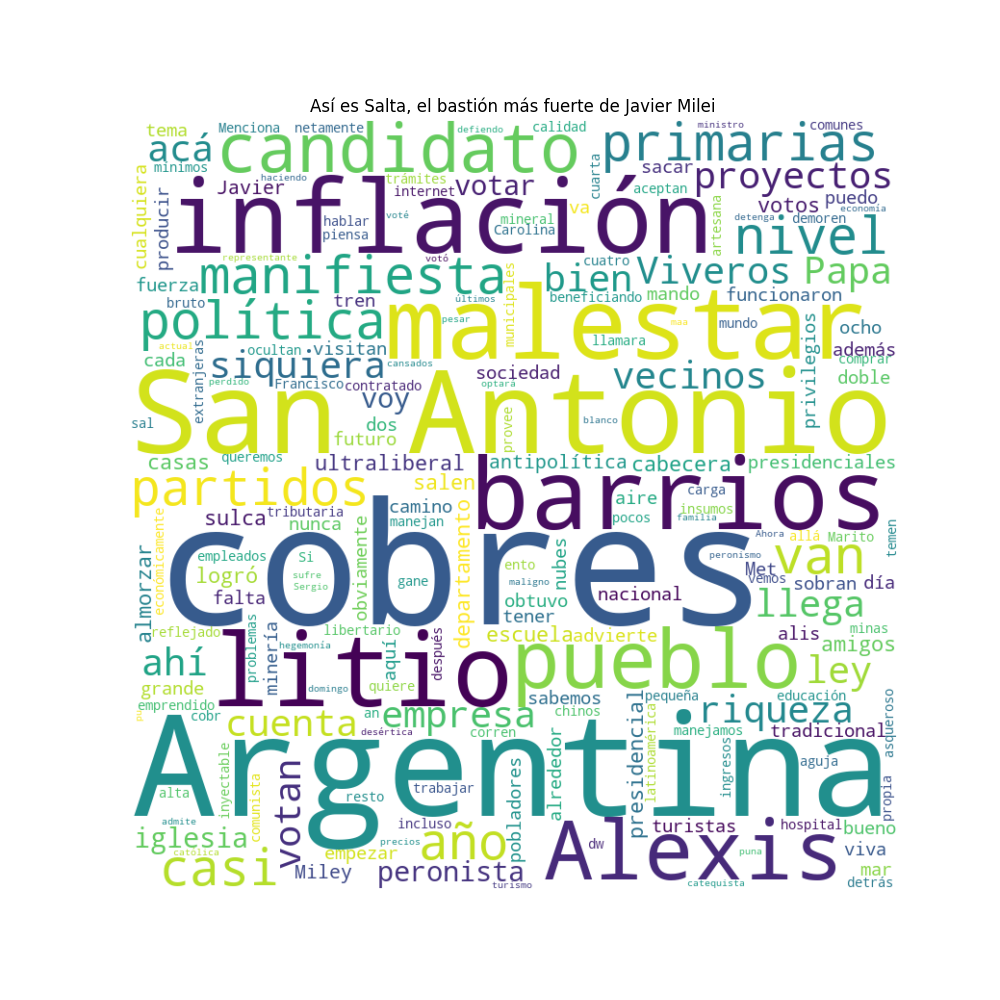 Así es Salta, el bastión más fuerte de Javier Milei
tema
Menciona
netamente
defiendo
calidad
ministro
comunes
acá
candidato
primarias
mínimos
haciendo
trámites
cuarta
sacar
proyectos
cualquiera
producir
Javier
inflación
internet
votar
aceptan
votos
puedo
hablar
voté
mineral
va
artesana
detenga
economía
piensa
Carolina
demoren
nivel
representante
votó
cuatro
fuerza
manifiesta
bien
Viveros
Papa
bruto
tren
últimos
municipales
beneficiando
mando
funcionaron
política
malestar
pesar
maa
mundo
ocho
actual
ocultan
visitan
llamara
además
cada
siquiera
cansados
sociedad
vecinos
privilegios
comprar
extranjeras
perdido
Francisco
contratado
optará
doble
voy
San Antonio
sal
dos
provee
blanco
futuro
casas
queremos
ultraliberal
antipolítica
cabecera
presidenciales
partidos
salen
barrios
aire
carga
camino
insumos
económicamente
sulca
tributaria
nunca
manejan
pocos
familia
temen
cobres
departamento
Ahora
allá
Marito
almorzar
empleados
Si
obviamente
ento
nubes
peronismo
van
logró
sufre
gane
maligno
Met
vemos
sobran
día
Sergio
falta
obtuvo
nacional
llega
tener
reflejado
problemas
minería
libertario
escuela
advierte
alis
minas
hegemonía
aquí
después
amigos
ahí
litio
pueblo
ley
grande
domingo
quiere
sabemos
pequeña
educación
asqueroso
emprendido
cobr
an
empresa
chinos
presidencial
latinoamérica
riqueza
pu
cuenta
desértica
corren
manejamos
tradicional
Argentina
alrededor
ingresos
aguja
alta
inyectable
comunista
votan
resto
trabajar
pobladores
propia
admite
incluso
iglesia
año
Alexis
dw
turistas
hospital
bueno
católica
empezar
precios
viva
casi
Miley
peronista
puna
mar
turismo
catequista
detrás